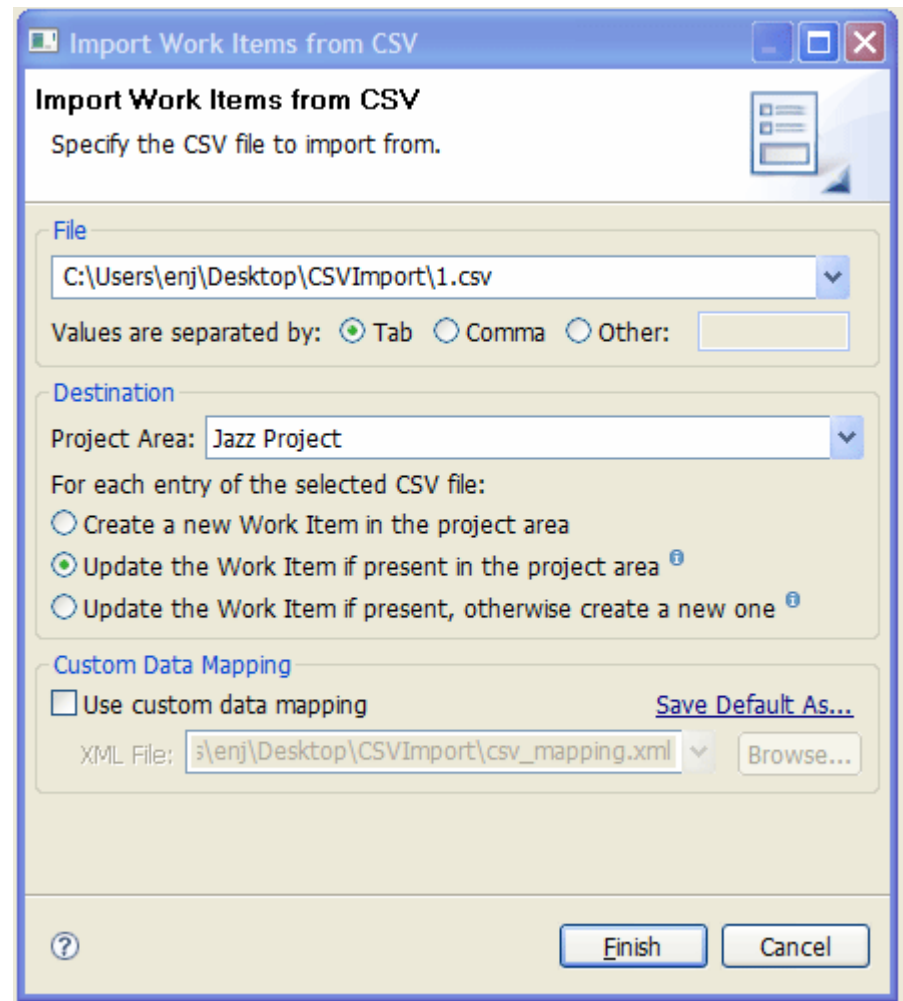 Import Work Items from CSV
Import Work Items from CSV
Specify the CSV file to import from.
File
C:\Users\enj\Desktop\CSVImport\1.csv
Values are separated by: Tab Comma Other:
Destination
Project Area: Jazz Project
For each entry of the selected CSV file:
Create a new Work Item in the project area
Update the Work Item if present in the project area
Update the Work Item if present, otherwise create a new one
Custom Data Mapping
Use custom data mapping Save Default As...
XML File: s\enj\Desktop\CSVImport\csv_mapping.xml Browse...
? Finish Cancel